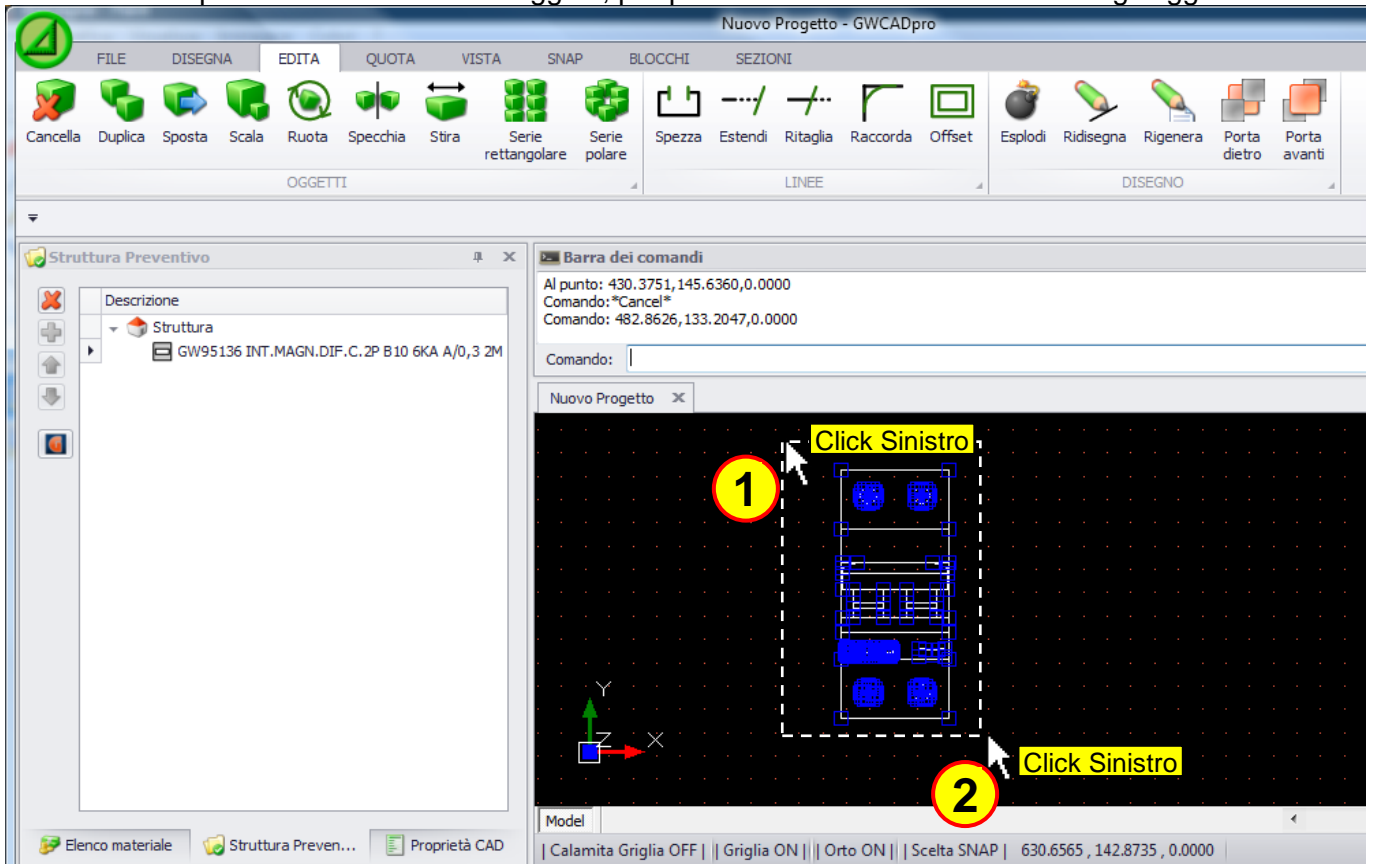 Nuovo Progetto - GWCADpro
FILE DISEGNA EDITA QUOTA VISTA SNAP BLOCCHI SEZIONI
Cancella Duplica Sposta Scala Ruota Specchia Stira Serie rettangolare Serie polare Spezza Estendi Ritaglia Raccorda Offset Esplodi Ridisegna Rigenera Porta dietro Porta avanti
OGGETTI LINEE DISEGNO
Struttura Preventivo
Descrizione
Struttura
GW95136 INT.MAGN.DIF.C.2P B10 6KA A/0,3 2M
Barra dei comandi
Al punto: 430.3751,145.6360,0.0000
Comando:*Cancel*
Comando: 482.8626,133.2047,0.0000
Comando:
Nuovo Progetto
Click Sinistro
1
Y
Z
X
Click Sinistro
2
Model
Elenco materiale Struttura Preven... Proprietà CAD
| Calamita Griglia OFF | | Griglia ON | | Orto ON | | Scelta SNAP | 630.6565 , 142.8735 , 0.0000